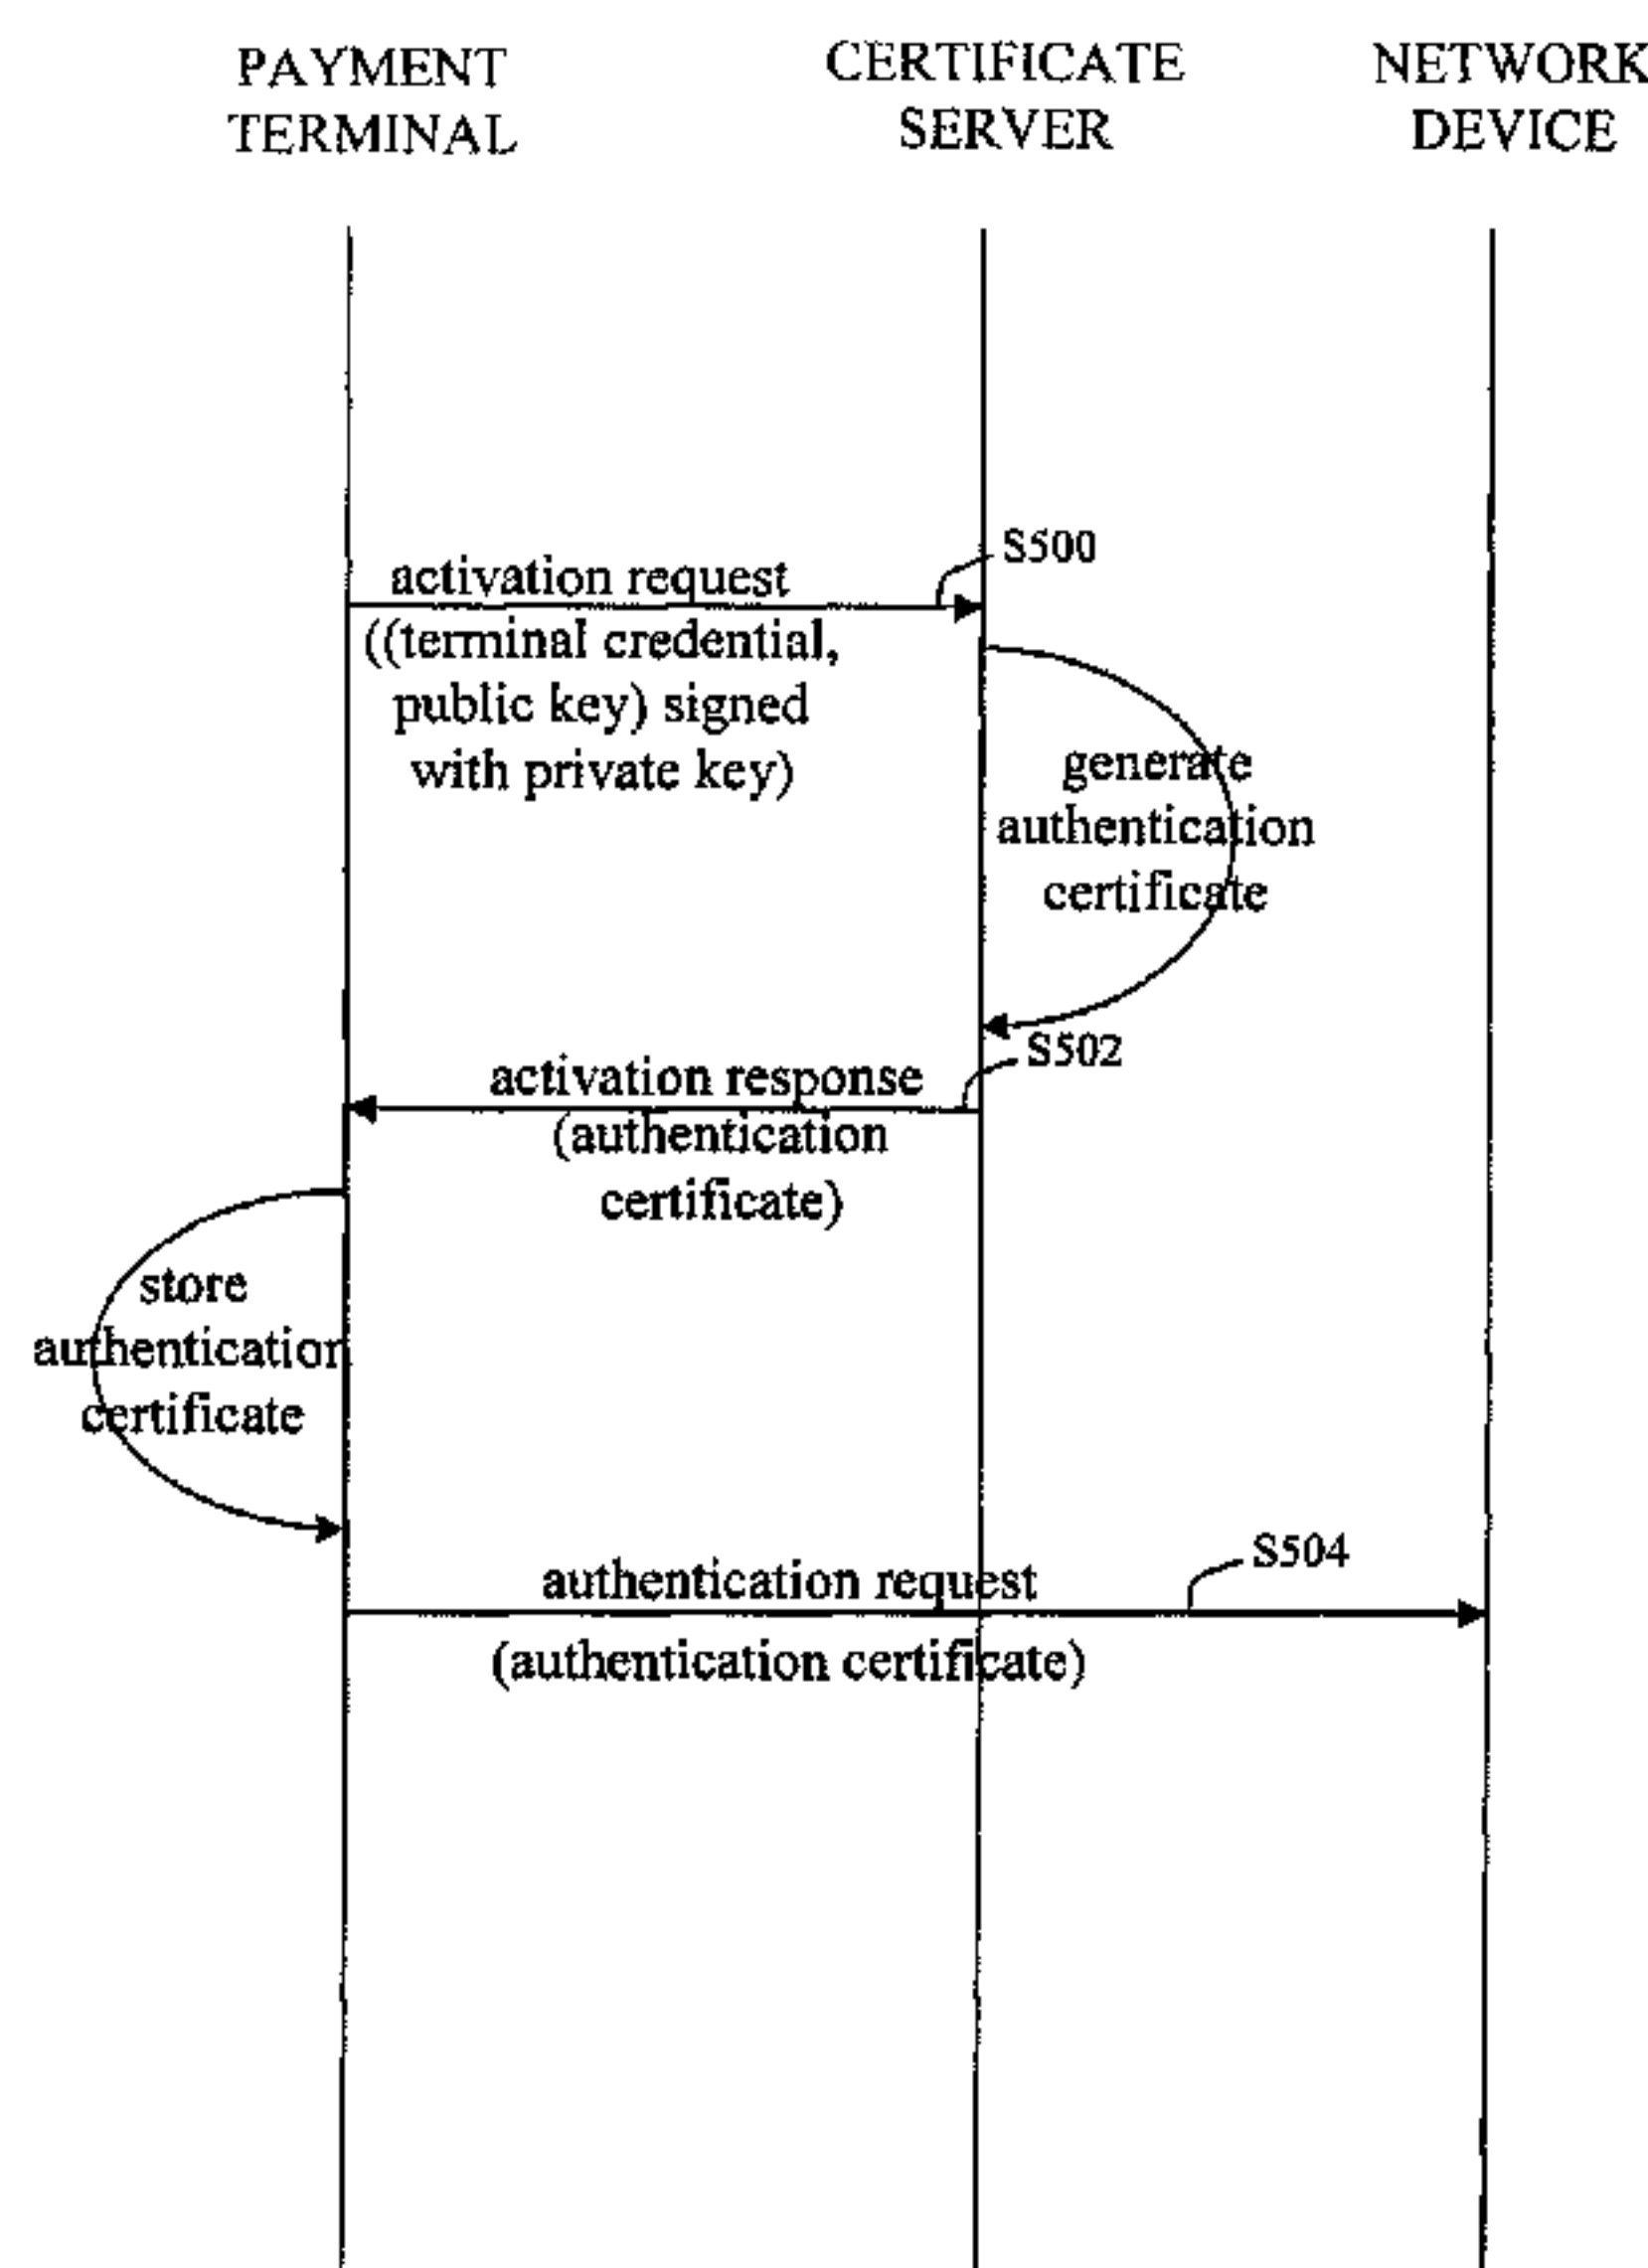 PAYMENT
TERMINAL
CERTIFICATE
SERVER
NETWORK
DEVICE
S500
activation request
((terminal credential,
public key) signed
with private key)
generate
authentication
certificate
S502
activation response
(authentication
certificate)
store
authentication
certificate
S504
authentication request
(authentication certificate)